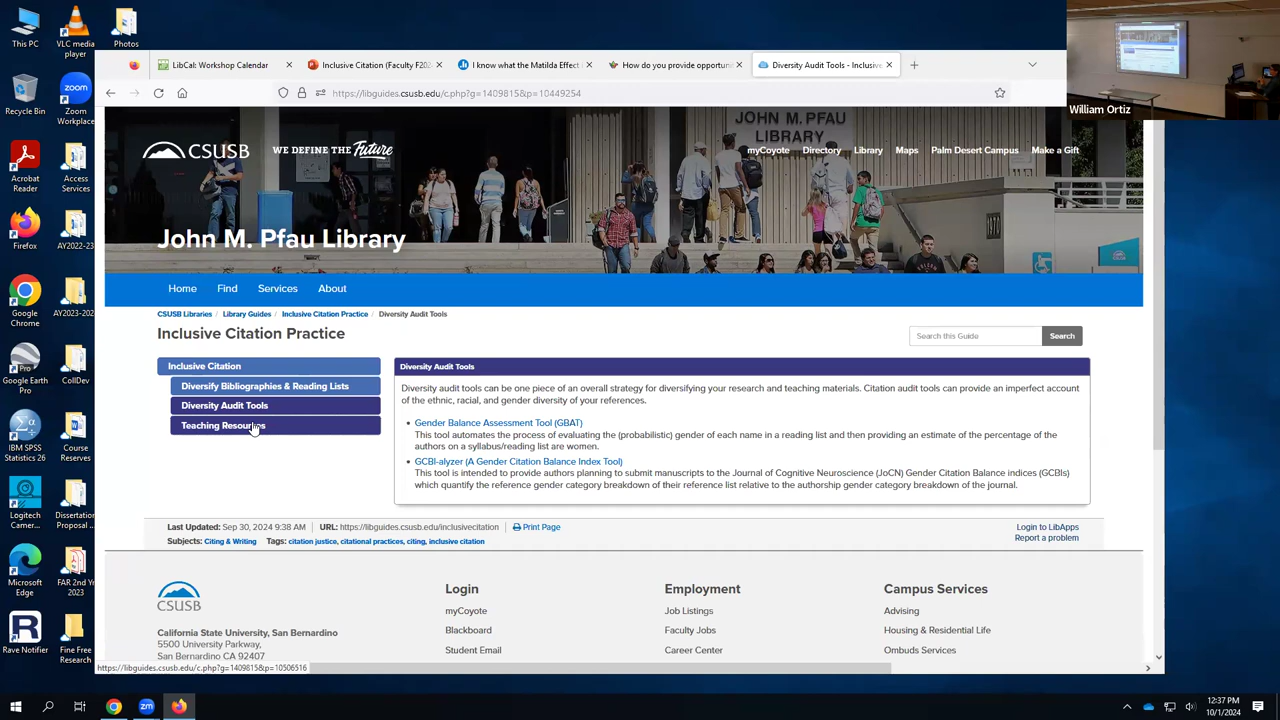 This PC
VLC media
player
Photos
Recycle Bin
Zoom
Workplace
Acrobat
Reader
Access
Services
Firefox
AY2022-23
Google
Chrome
AY2023-20
Google Earth
Pro
CollDev
IBM SPSS
Statistics 26
Course
Reserves
Logitech
Camer...
Dissertation
Proposal ...
Microsoft
Edge
FAR 2nd Yr
2023
Rave Notifier
Fine Free
Research
LibCal: Workshop Calendar
Inclusive Citation (Faculty F2
I know what the Matilda Effect
How do you provide opportun
Diversity Audit Tools - Inclusive
https://libguides.csusb.edu/c.php?g=1409815&p=10449254
William Ortiz
CSUSB
WE DEFINE THE Future
JOHN M. PFAU
LIBRARY
myCoyote
Directory
Library
Maps
Palm Desert Campus
Make a Gift
John M. Pfau Library
Home
Find
Services
About
CSUSB Libraries / Library Guides / Inclusive Citation Practice / Diversity Audit Tools
Inclusive Citation Practice
Search this Guide
Search
Inclusive Citation
Diversify Bibliographies & Reading Lists
Diversity Audit Tools
Teaching Resources
Diversity Audit Tools
Diversity audit tools can be one piece of an overall strategy for diversifying your research and teaching materials. Citation audit tools can provide an imperfect account
of the ethnic, racial, and gender diversity of your references.
• Gender Balance Assessment Tool (GBAT)
This tool automates the process of evaluating the (probabilistic) gender of each name in a reading list and then providing an estimate of the percentage of the
authors on a syllabus/reading list are women.
• GCBI-alyzer (A Gender Citation Balance Index Tool)
This tool is intended to provide authors planning to submit manuscripts to the Journal of Cognitive Neuroscience (JoCN) Gender Citation Balance indices (GCBIs)
which quantify the reference gender category breakdown of their reference list relative to the authorship gender category breakdown of the journal.
Last Updated: Sep 30, 2024 9:38 AM
URL: https://libguides.csusb.edu/inclusivecitation
Print Page
Login to LibApps
Subjects: Citing & Writing
Tags: citation justice, citational practices, citing, inclusive citation
Report a problem
CSUSB
California State University, San Bernardino
5500 University Parkway,
San Bernardino CA 92407
Login
myCoyote
Blackboard
Student Email
Employment
Job Listings
Faculty Jobs
Career Center
Campus Services
Advising
Housing & Residential Life
Ombuds Services
https://libguides.csusb.edu/c.php?g=1409815&p=10506516
12:37 PM
10/1/2024